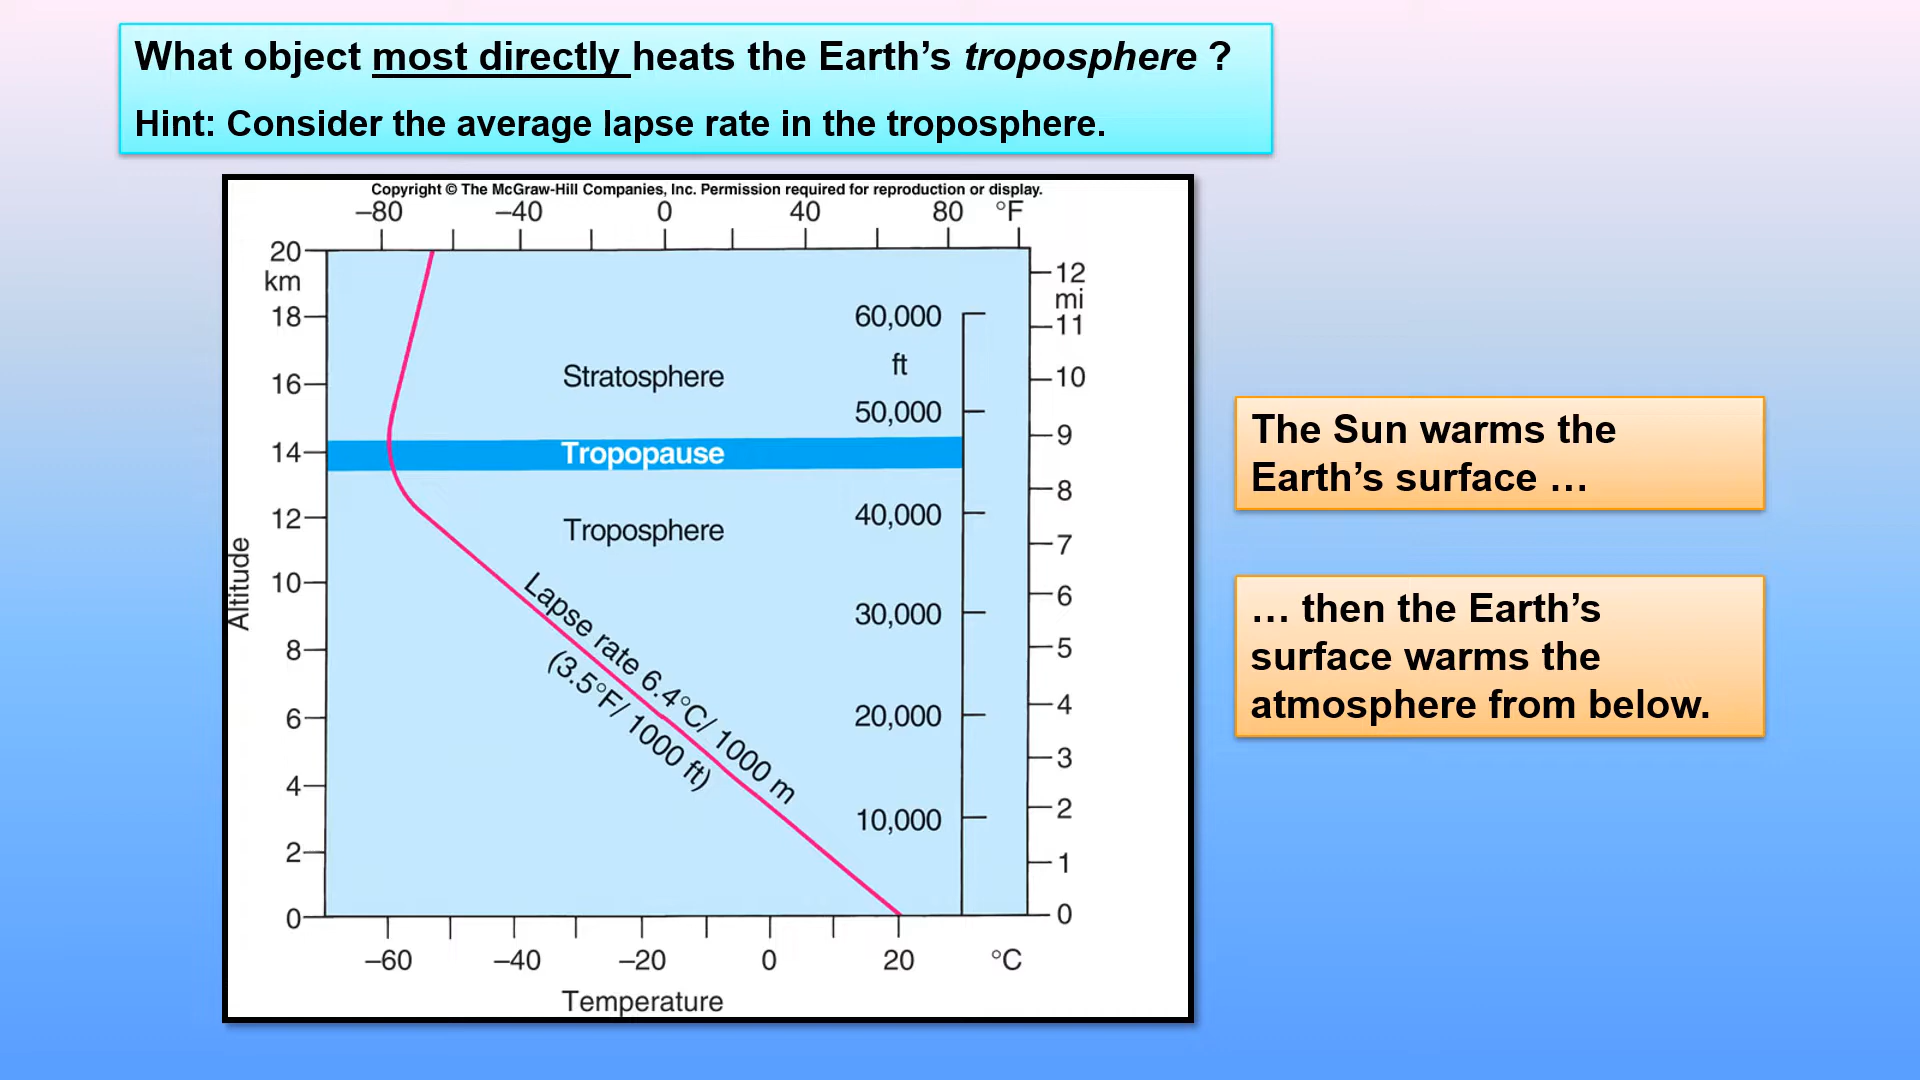 What object most directly heats the Earth’s troposphere ?
Hint: Consider the average lapse rate in the troposphere.
Copyright © The McGraw-Hill Companies, Inc. Permission required for reproduction or display.
–80 –40 0 40 80 °F
20
km
18
16
14
12
10
8
6
4
2
0
Altitude
Stratosphere
Tropopause
Troposphere
Lapse rate 6.4°C/ 1000 m
(3.5°F/ 1000 ft)
60,000
ft
50,000
40,000
30,000
20,000
10,000
12
mi
11
10
9
8
7
6
5
4
3
2
1
0
–60 –40 –20 0 20 °C
Temperature
The Sun warms the
Earth’s surface …
… then the Earth’s
surface warms the
atmosphere from below.